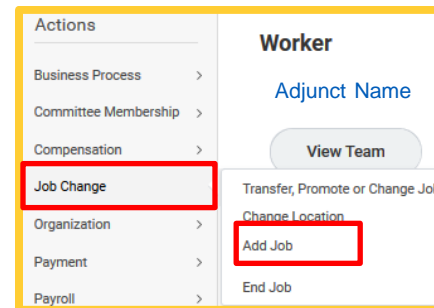 Actions
Business Process
Committee Membership
Compensation
Job Change
Organization
Payment
Payroll
Worker
Adjunct Name
View Team
Transfer, Promote or Change
Change Location
Add Job
End Job